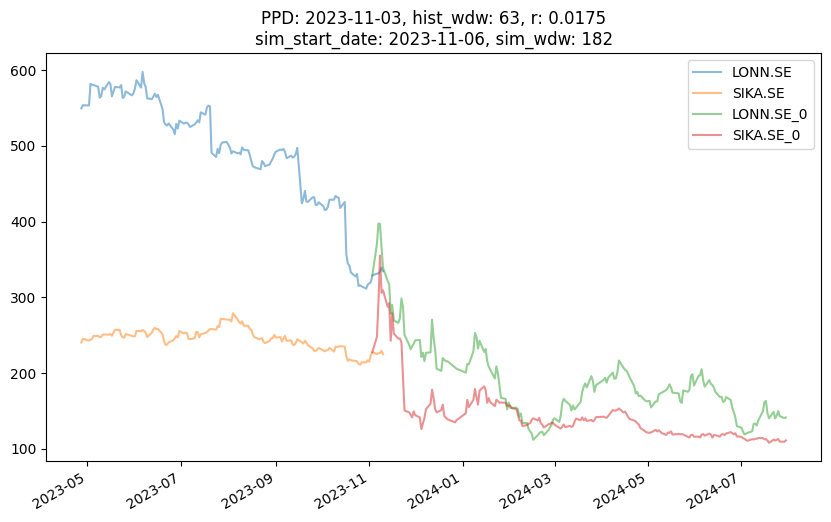 PPD: 2023-11-03, hist_wdw: 63, r: 0.0175
sim_start_date: 2023-11-06, sim_wdw: 182
LONN.SE
SIKA.SE
LONN.SE_0
SIKA.SE_0
600
500
400
300
200
100
2023-05
2023-07
2023-09
2023-11
2024-01
2024-03
2024-05
2024-07